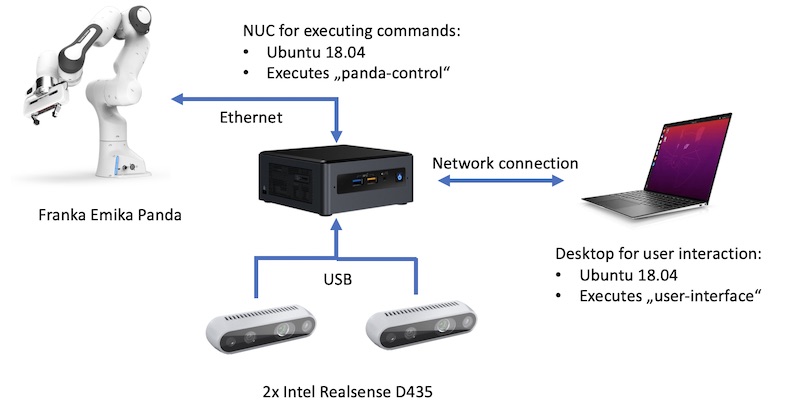 NUC for executing commands:
• Ubuntu 18.04
• Executes „panda-control“
Ethernet
Network connection
Franka Emika Panda
Desktop for user interaction:
• Ubuntu 18.04
• Executes „user-interface“
USB
2x Intel Realsense D435